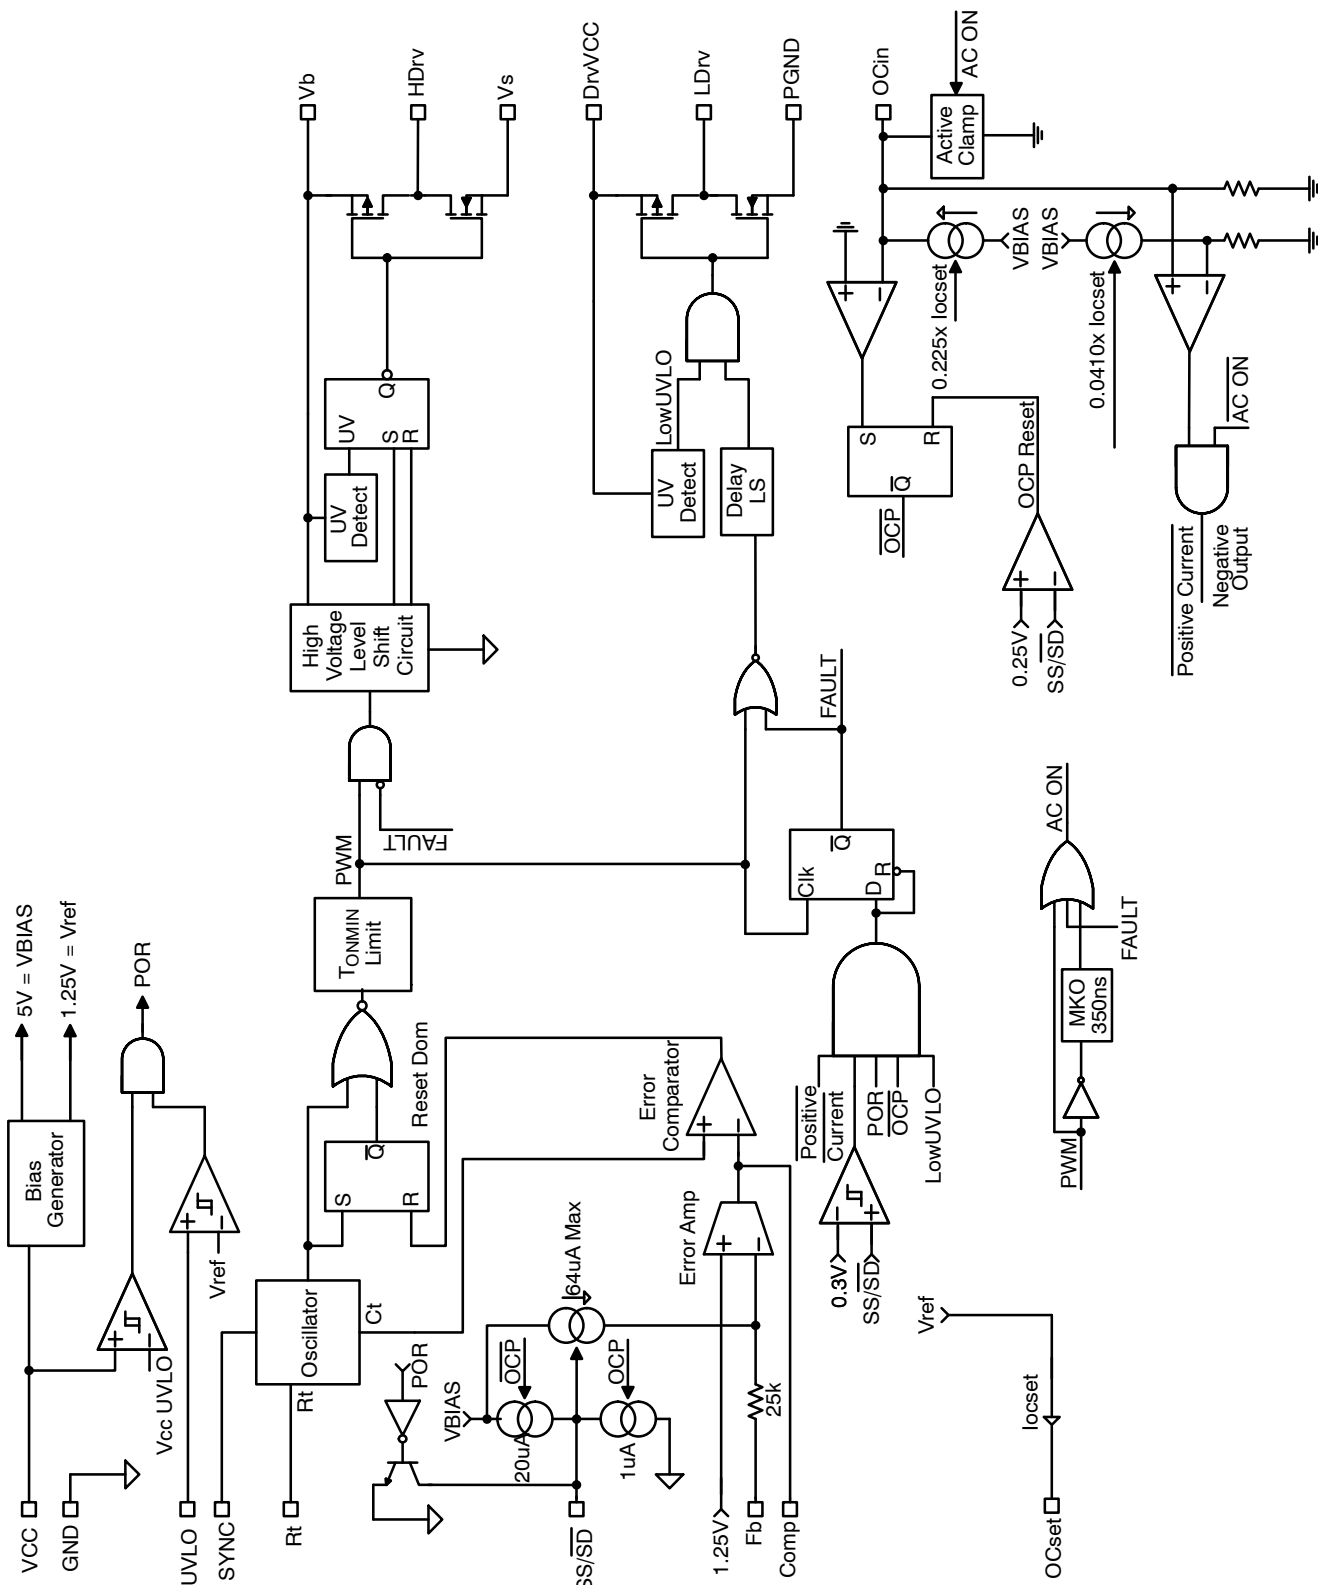 VCC
GND
UVLO
SYNC
Rt
SS/SD
1.25V
Fb
Comp
OCset
Bias
Generator
5V = VBIAS
1.25V = Vref
POR
Vcc UVLO
Vref
Oscillator
Rt
Ct
POR
VBIAS
OCP
20uA
64uA Max
OCP
1uA
25k
S
R
Q
Reset Dom
TONMIN
Limit
PWM
FAULT
Error Amp
+
−
Error
Comparator
+
−
High
Voltage
Level
Shift
Circuit
UV
Detect
UV
S
R
Q
Vb
HDrv
Vs
DrvVCC
LDrv
PGND
UV
Detect
LowUVLO
Delay
LS
Clk
D
R
Q
FAULT
0.3V
SS/SD
Positive
Current
POR
OCP
LowUVLO
OCin
Active
Clamp
AC ON
+
−
0.225x Iocset
VBIAS
VBIAS
0.0410x Iocset
S
R
Q
OCP
OCP Reset
0.25V
SS/SD
+
−
+
−
AC ON
Positive Current
Negative
Output
PWM
MKO
350ns
FAULT
AC ON
Vref
Iocset